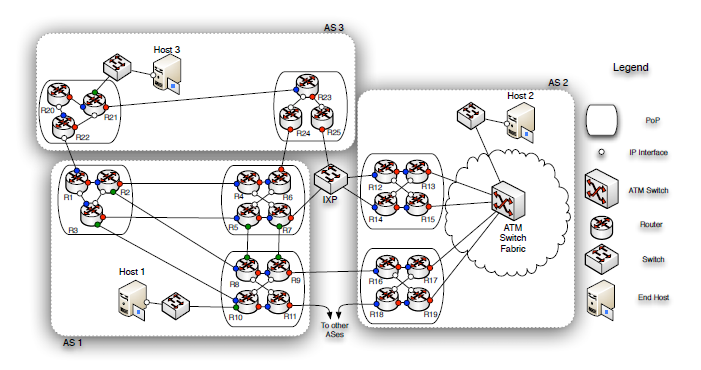 AS 3
Host 3
R20
R21
R22
R23
R24
R25
AS 2
Host 2
R1
R2
R3
R4
R6
R5
R7
IXP
R12
R13
R14
R15
ATM
Switch
Fabric
Host 1
R8
R9
R10
R11
R16
R17
R18
R19
To other
ASes
AS 1
Legend
PoP
IP Interface
ATM Switch
Router
Switch
End Host